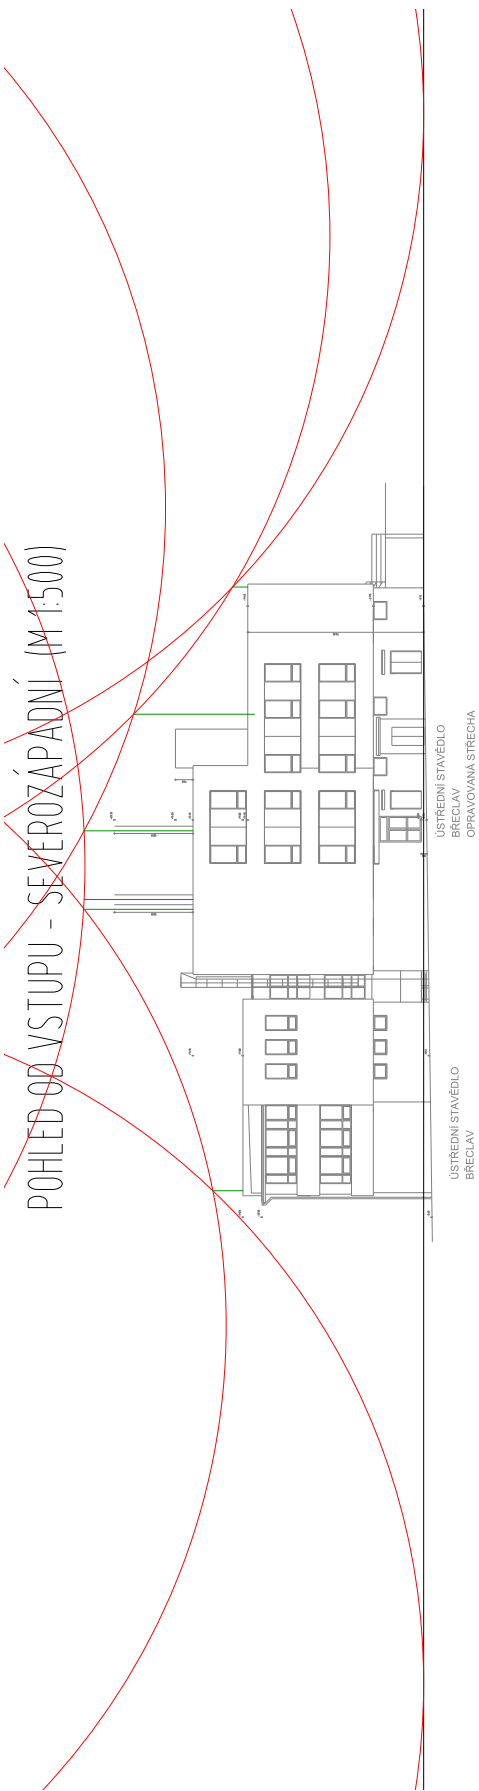 POHLED OD VSTUPU - SEVEROZÁPADNÍ (M 1:500)
ÚSTŘEDNÍ STAVĚDLO
BŘECLAV
ÚSTŘEDNÍ STAVĚDLO
BŘECLAV
OPRAVOVANÁ STŘECHA